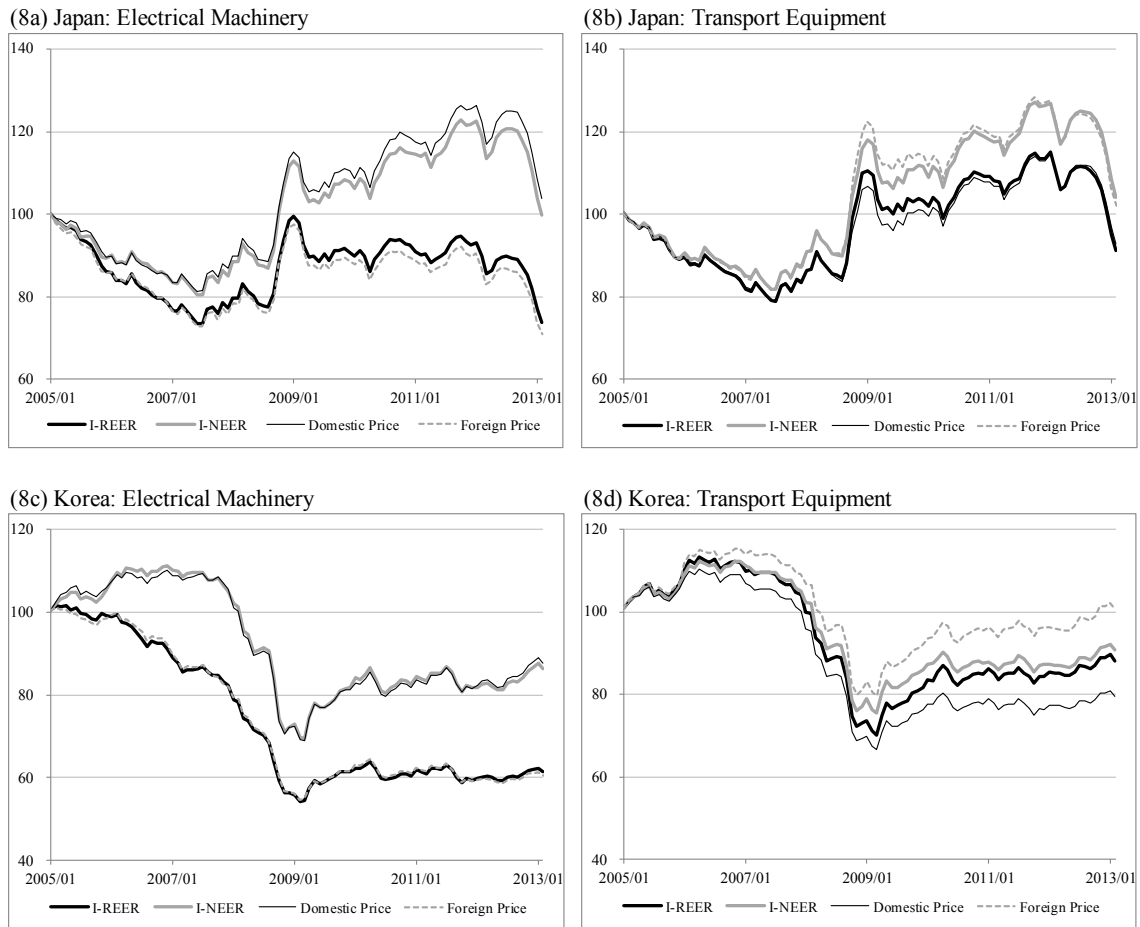 (8a) Japan: Electrical Machinery
140
120
100
80
60
2005/01 2007/01 2009/01 2011/01 2013/01
I-REER I-NEER Domestic Price Foreign Price
(8b) Japan: Transport Equipment
140
120
100
80
60
2005/01 2007/01 2009/01 2011/01 2013/01
I-REER I-NEER Domestic Price Foreign Price
(8c) Korea: Electrical Machinery
120
100
80
60
40
2005/01 2007/01 2009/01 2011/01 2013/01
I-REER I-NEER Domestic Price Foreign Price
(8d) Korea: Transport Equipment
120
100
80
60
40
2005/01 2007/01 2009/01 2011/01 2013/01
I-REER I-NEER Domestic Price Foreign Price